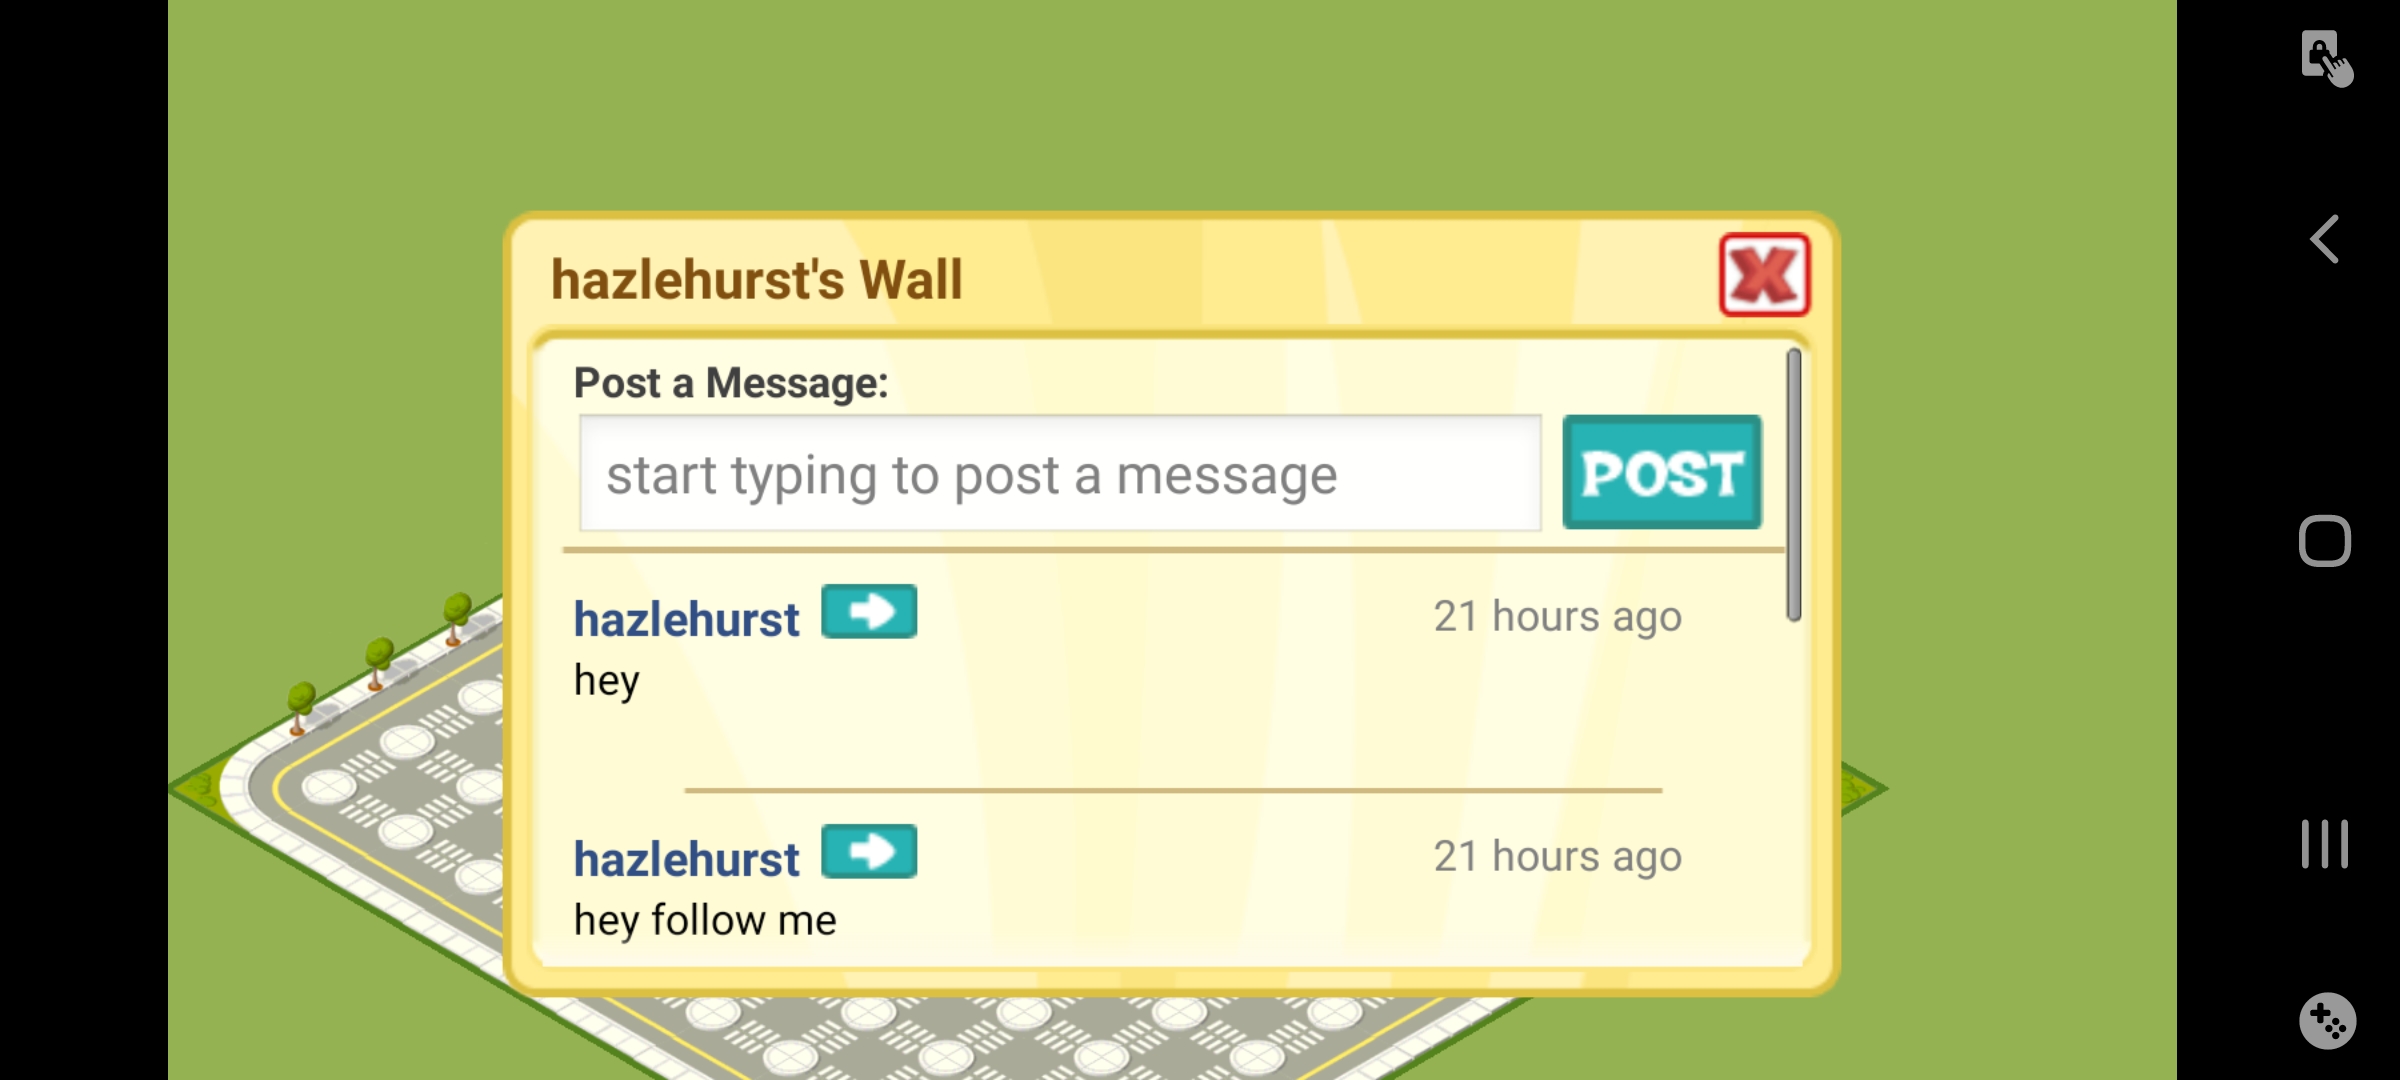 hazlehurst's Wall
Post a Message:
start typing to post a message
POST
hazlehurst
21 hours ago
hey
hazlehurst
21 hours ago
hey follow me